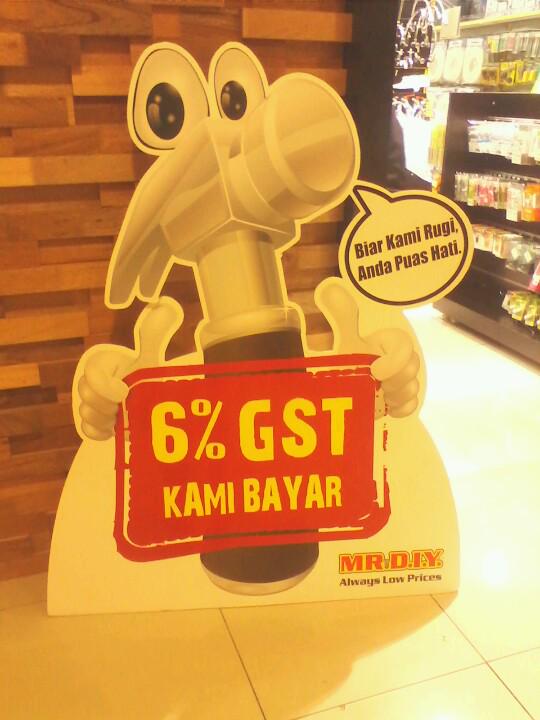 Biar Kami Rugi,
Anda Puas Hati.
6% GST
KAMI BAYAR
MR.D.I.Y.
Always Low Prices